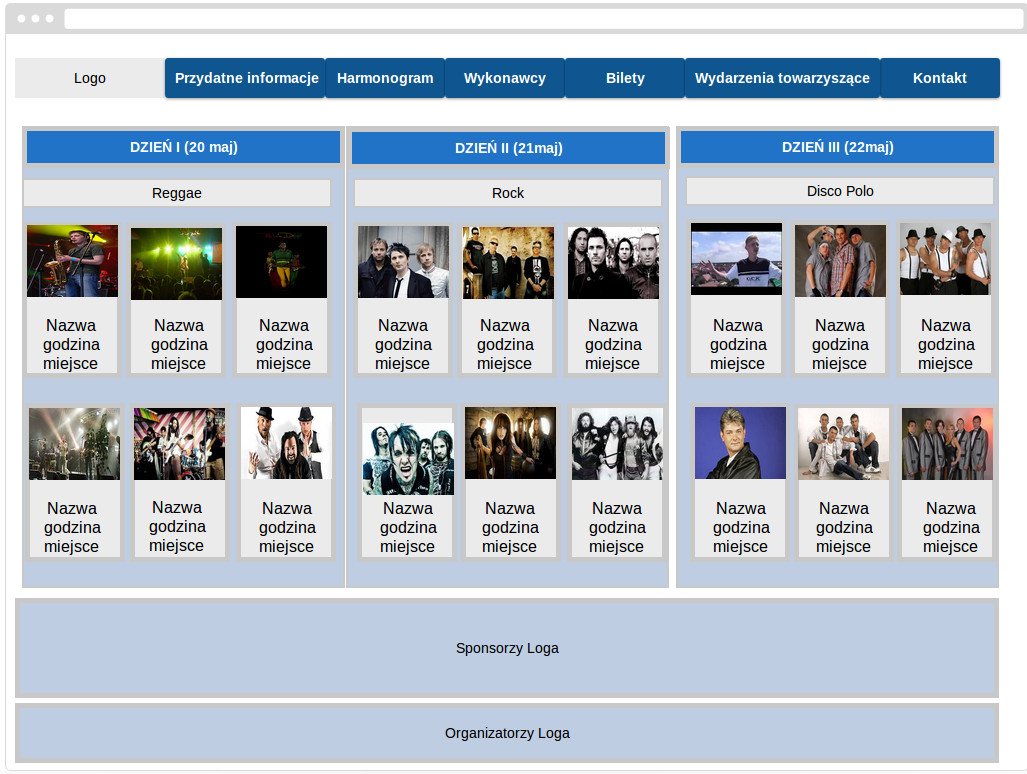 Logo
Przydatne informacje
Harmonogram
Wykonawcy
Bilety
Wydarzenia towarzyszące
Kontakt
DZIEŃ I (20 maj)
DZIEŃ II (21maj)
DZIEŃ III (22maj)
Reggae
Rock
Disco Polo
Nazwa
godzina
miejsce
Nazwa
godzina
miejsce
Nazwa
godzina
miejsce
Nazwa
godzina
miejsce
Nazwa
godzina
miejsce
Nazwa
godzina
miejsce
Nazwa
godzina
miejsce
Nazwa
godzina
miejsce
Nazwa
godzina
miejsce
Nazwa
godzina
miejsce
Nazwa
godzina
miejsce
Nazwa
godzina
miejsce
Nazwa
godzina
miejsce
Nazwa
godzina
miejsce
Nazwa
godzina
miejsce
Nazwa
godzina
miejsce
Nazwa
godzina
miejsce
Nazwa
godzina
miejsce
Sponsorzy Loga
Organizatorzy Loga